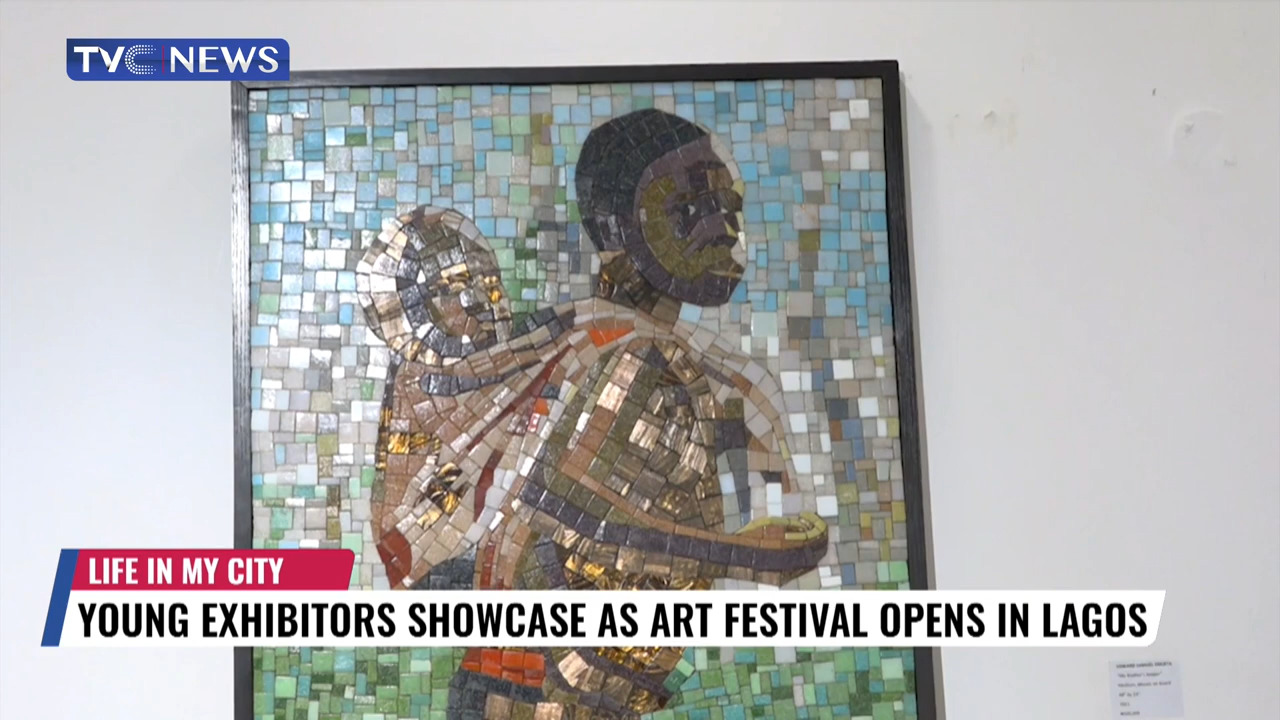 TVC NEWS
LIFE IN MY CITY
YOUNG EXHIBITORS SHOWCASE AS ART FESTIVAL OPENS IN LAGOS